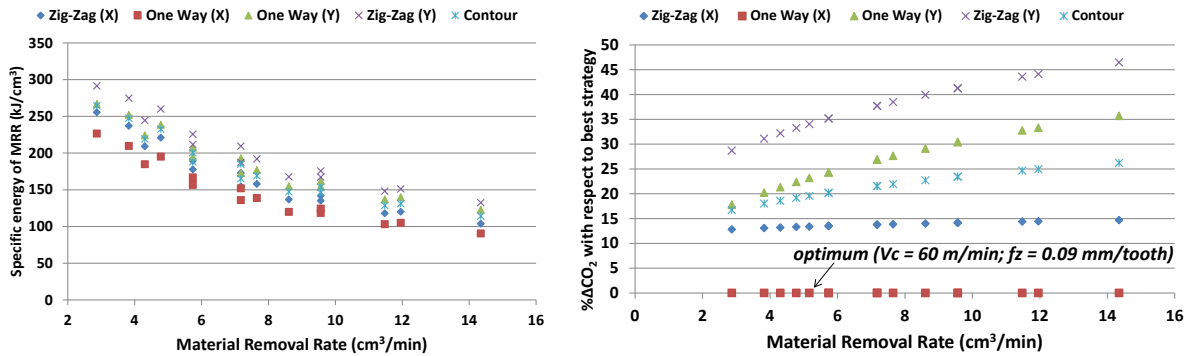 Zig-Zag (X) One Way (X) One Way (Y) Zig-Zag (Y) Contour
Specific energy of MRR (kJ/cm³)
350
300
250
200
150
100
50
0
2 4 6 8 10 12 14 16
Material Removal Rate (cm³/min)
Zig-Zag (X) One Way (X) One Way (Y) Zig-Zag (Y) Contour
%ΔCO₂ with respect to best strategy
50
45
40
35
30
25
20
15
10
5
0
optimum (Vc = 60 m/min; fz = 0.09 mm/tooth)
2 4 6 8 10 12 14 16
Material Removal Rate (cm³/min)